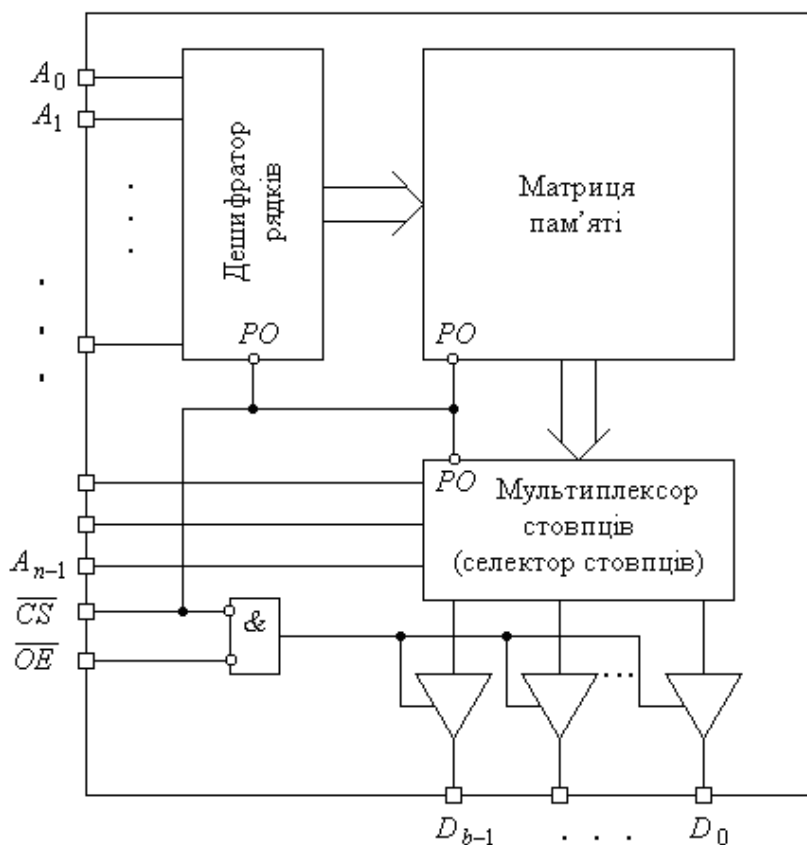 A0
A1
Дешифратор
рядків
PO
Матриця
пам’яті
PO
PO
Мультиплексор
стовпців
(селектор стовпців)
An−1
CS
OE
&
Db−1
. . .
D0